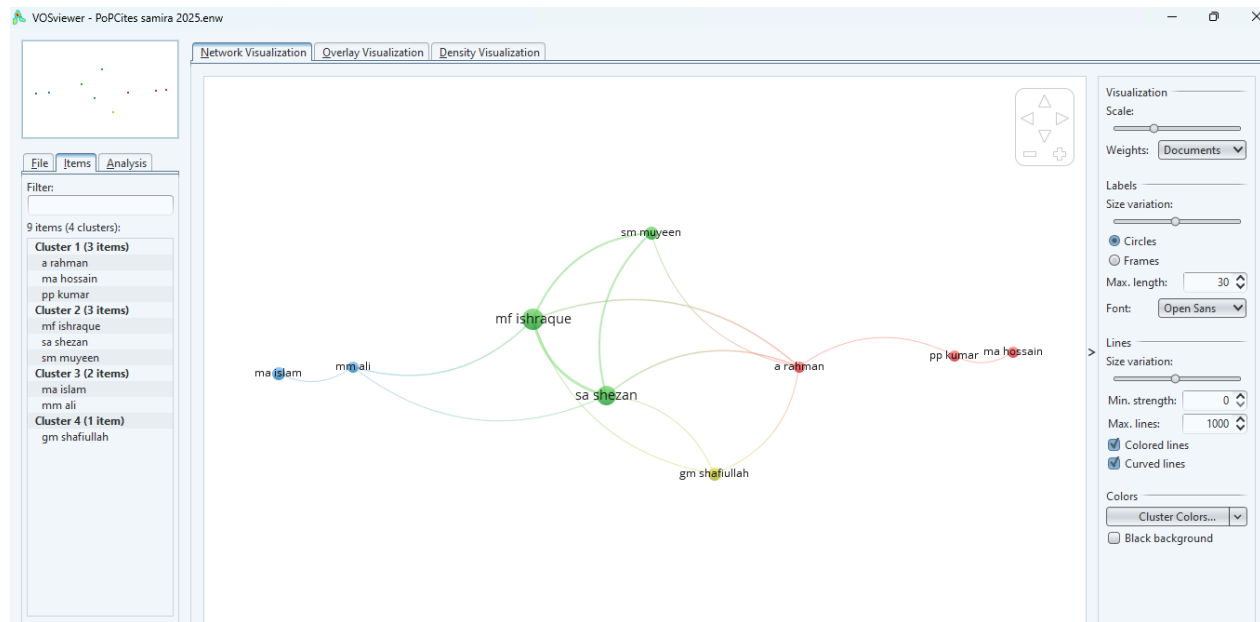 VOSviewer - PoPCites samira 2025.enw
Network Visualization
Overlay Visualization
Density Visualization
File
Items
Analysis
Filter:
9 items (4 clusters):
Cluster 1 (3 items)
a rahman
ma hossain
pp kumar
Cluster 2 (3 items)
mf ishraque
sa shezan
sm muyeen
Cluster 3 (2 items)
ma islam
mm ali
Cluster 4 (1 item)
gm shafiullah
sm muyeen
mf ishraque
ma islam
mm ali
sa shezan
a rahman
pp kumar
ma hossain
gm shafiullah
>
Visualization
Scale:
Weights: Documents
Labels
Size variation:
Circles
Frames
Max. length: 30
Font: Open Sans
Lines
Size variation:
Min. strength: 0
Max. lines: 1000
Colored lines
Curved lines
Colors
Cluster Colors...
Black background